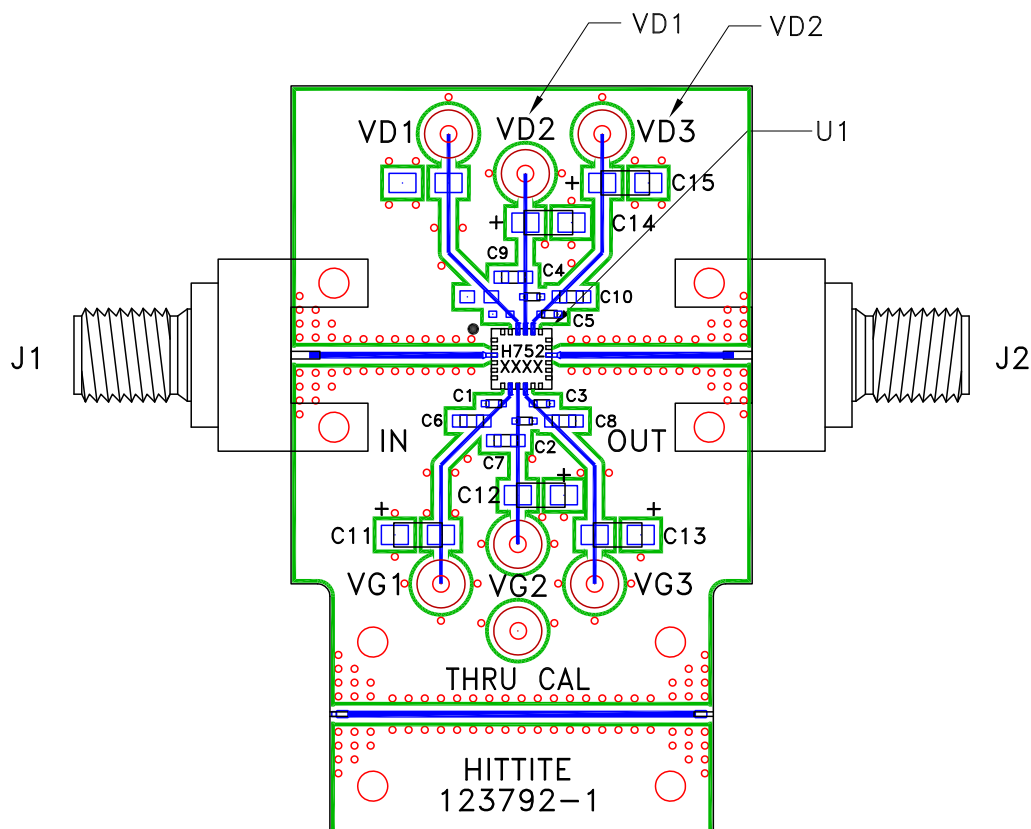 VD1
VD2
U1
VD1
VD2
VD3
+
C15
+
C14
C9
C4
C10
C5
J1
H752
XXXX
J2
C1
C3
C6
C8
IN
OUT
C7
C2
+
C12
+
C11
+
C13
VG1
VG2
VG3
THRU CAL
HITTITE
123792-1